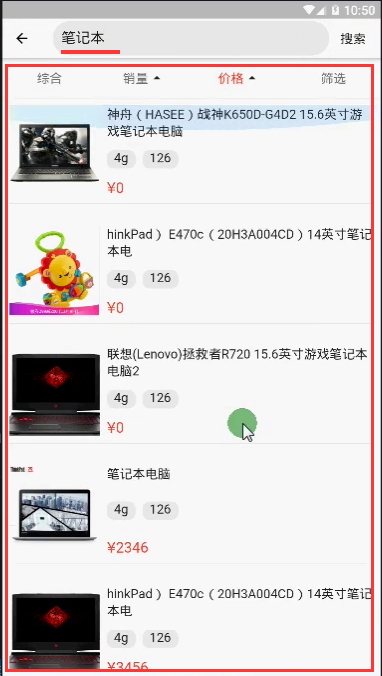 10:50
笔记本
搜索
综合 销量 价格 筛选
神舟（HASEE）战神K650D-G4D2 15.6英寸游
戏笔记本电脑
4g 126
¥0
hinkPad） E470c（20H3A004CD）14英寸笔记
本电
4g 126
¥0
联想(Lenovo)拯救者R720 15.6英寸游戏笔记本
电脑2
4g 126
¥0
笔记本电脑
4g 126
¥2346
hinkPad） E470c（20H3A004CD）14英寸笔记
本电
4g 126
¥3456